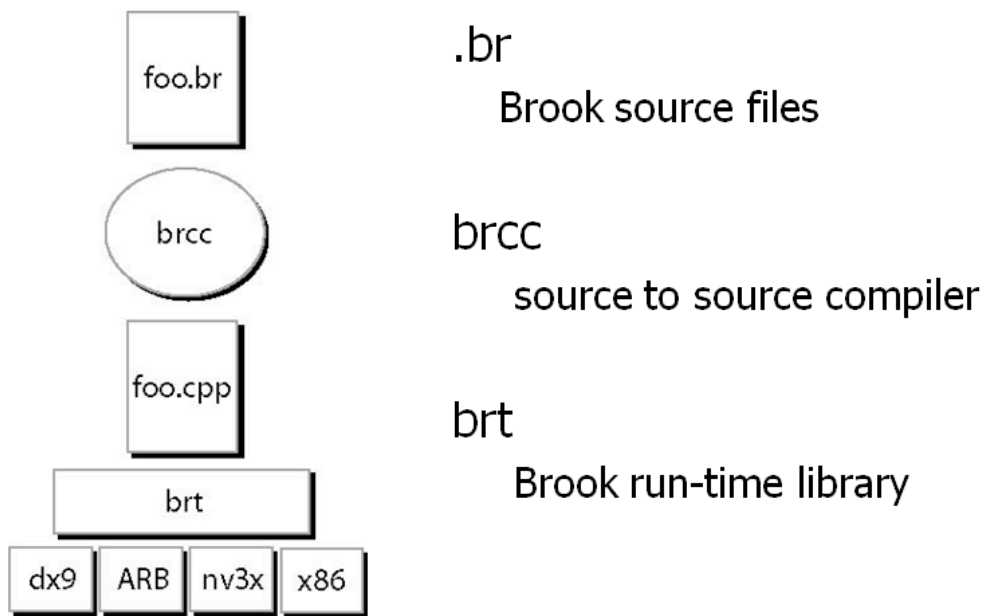 foo.br
.br
Brook source files
brcc
brcc
source to source compiler
foo.cpp
brt
Brook run-time library
brt
dx9 ARB nv3x x86